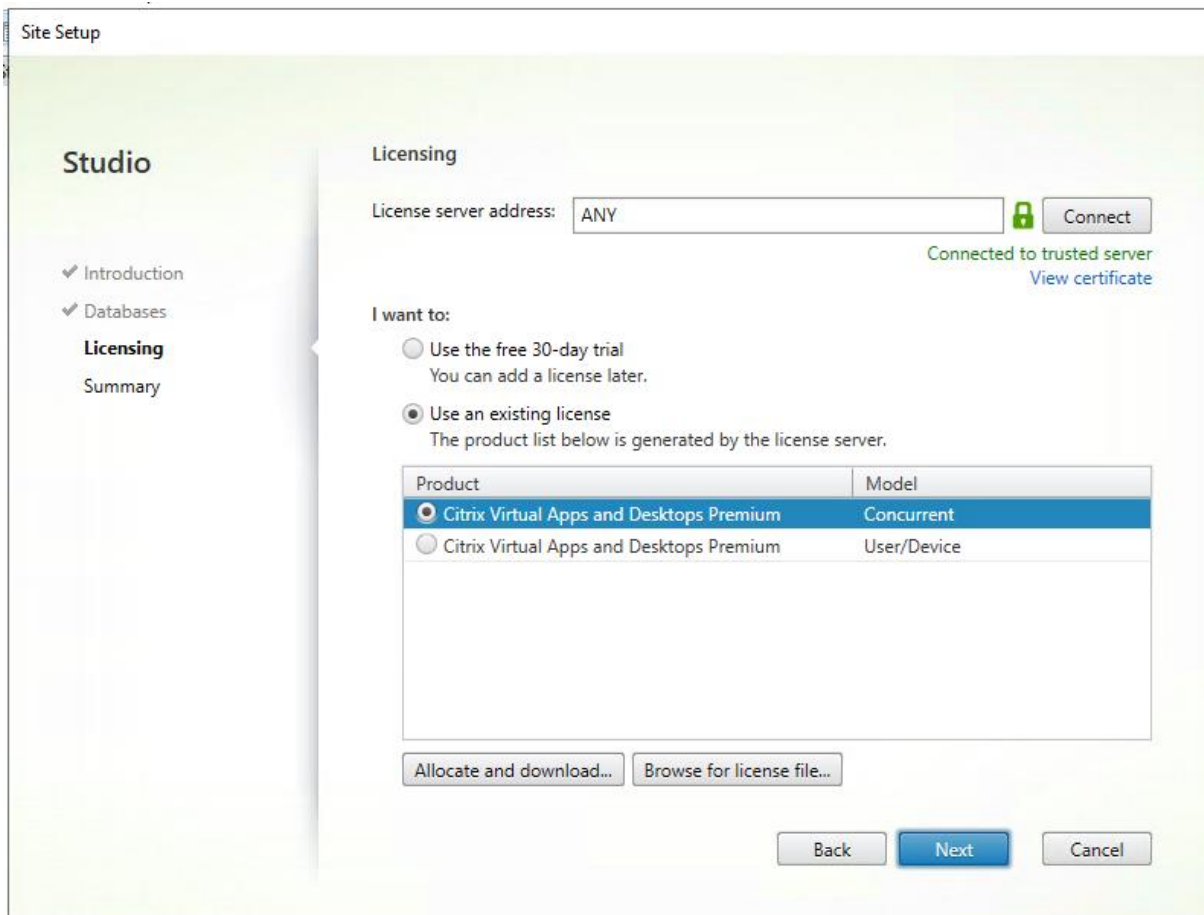 Site Setup
Studio
Introduction
Databases
Licensing
Summary
Licensing
License server address: ANY Connect
Connected to trusted server
View certificate
I want to:
Use the free 30-day trial
You can add a license later.
Use an existing license
The product list below is generated by the license server.
Product Model
Citrix Virtual Apps and Desktops Premium Concurrent
Citrix Virtual Apps and Desktops Premium User/Device
Allocate and download... Browse for license file...
Back Next Cancel